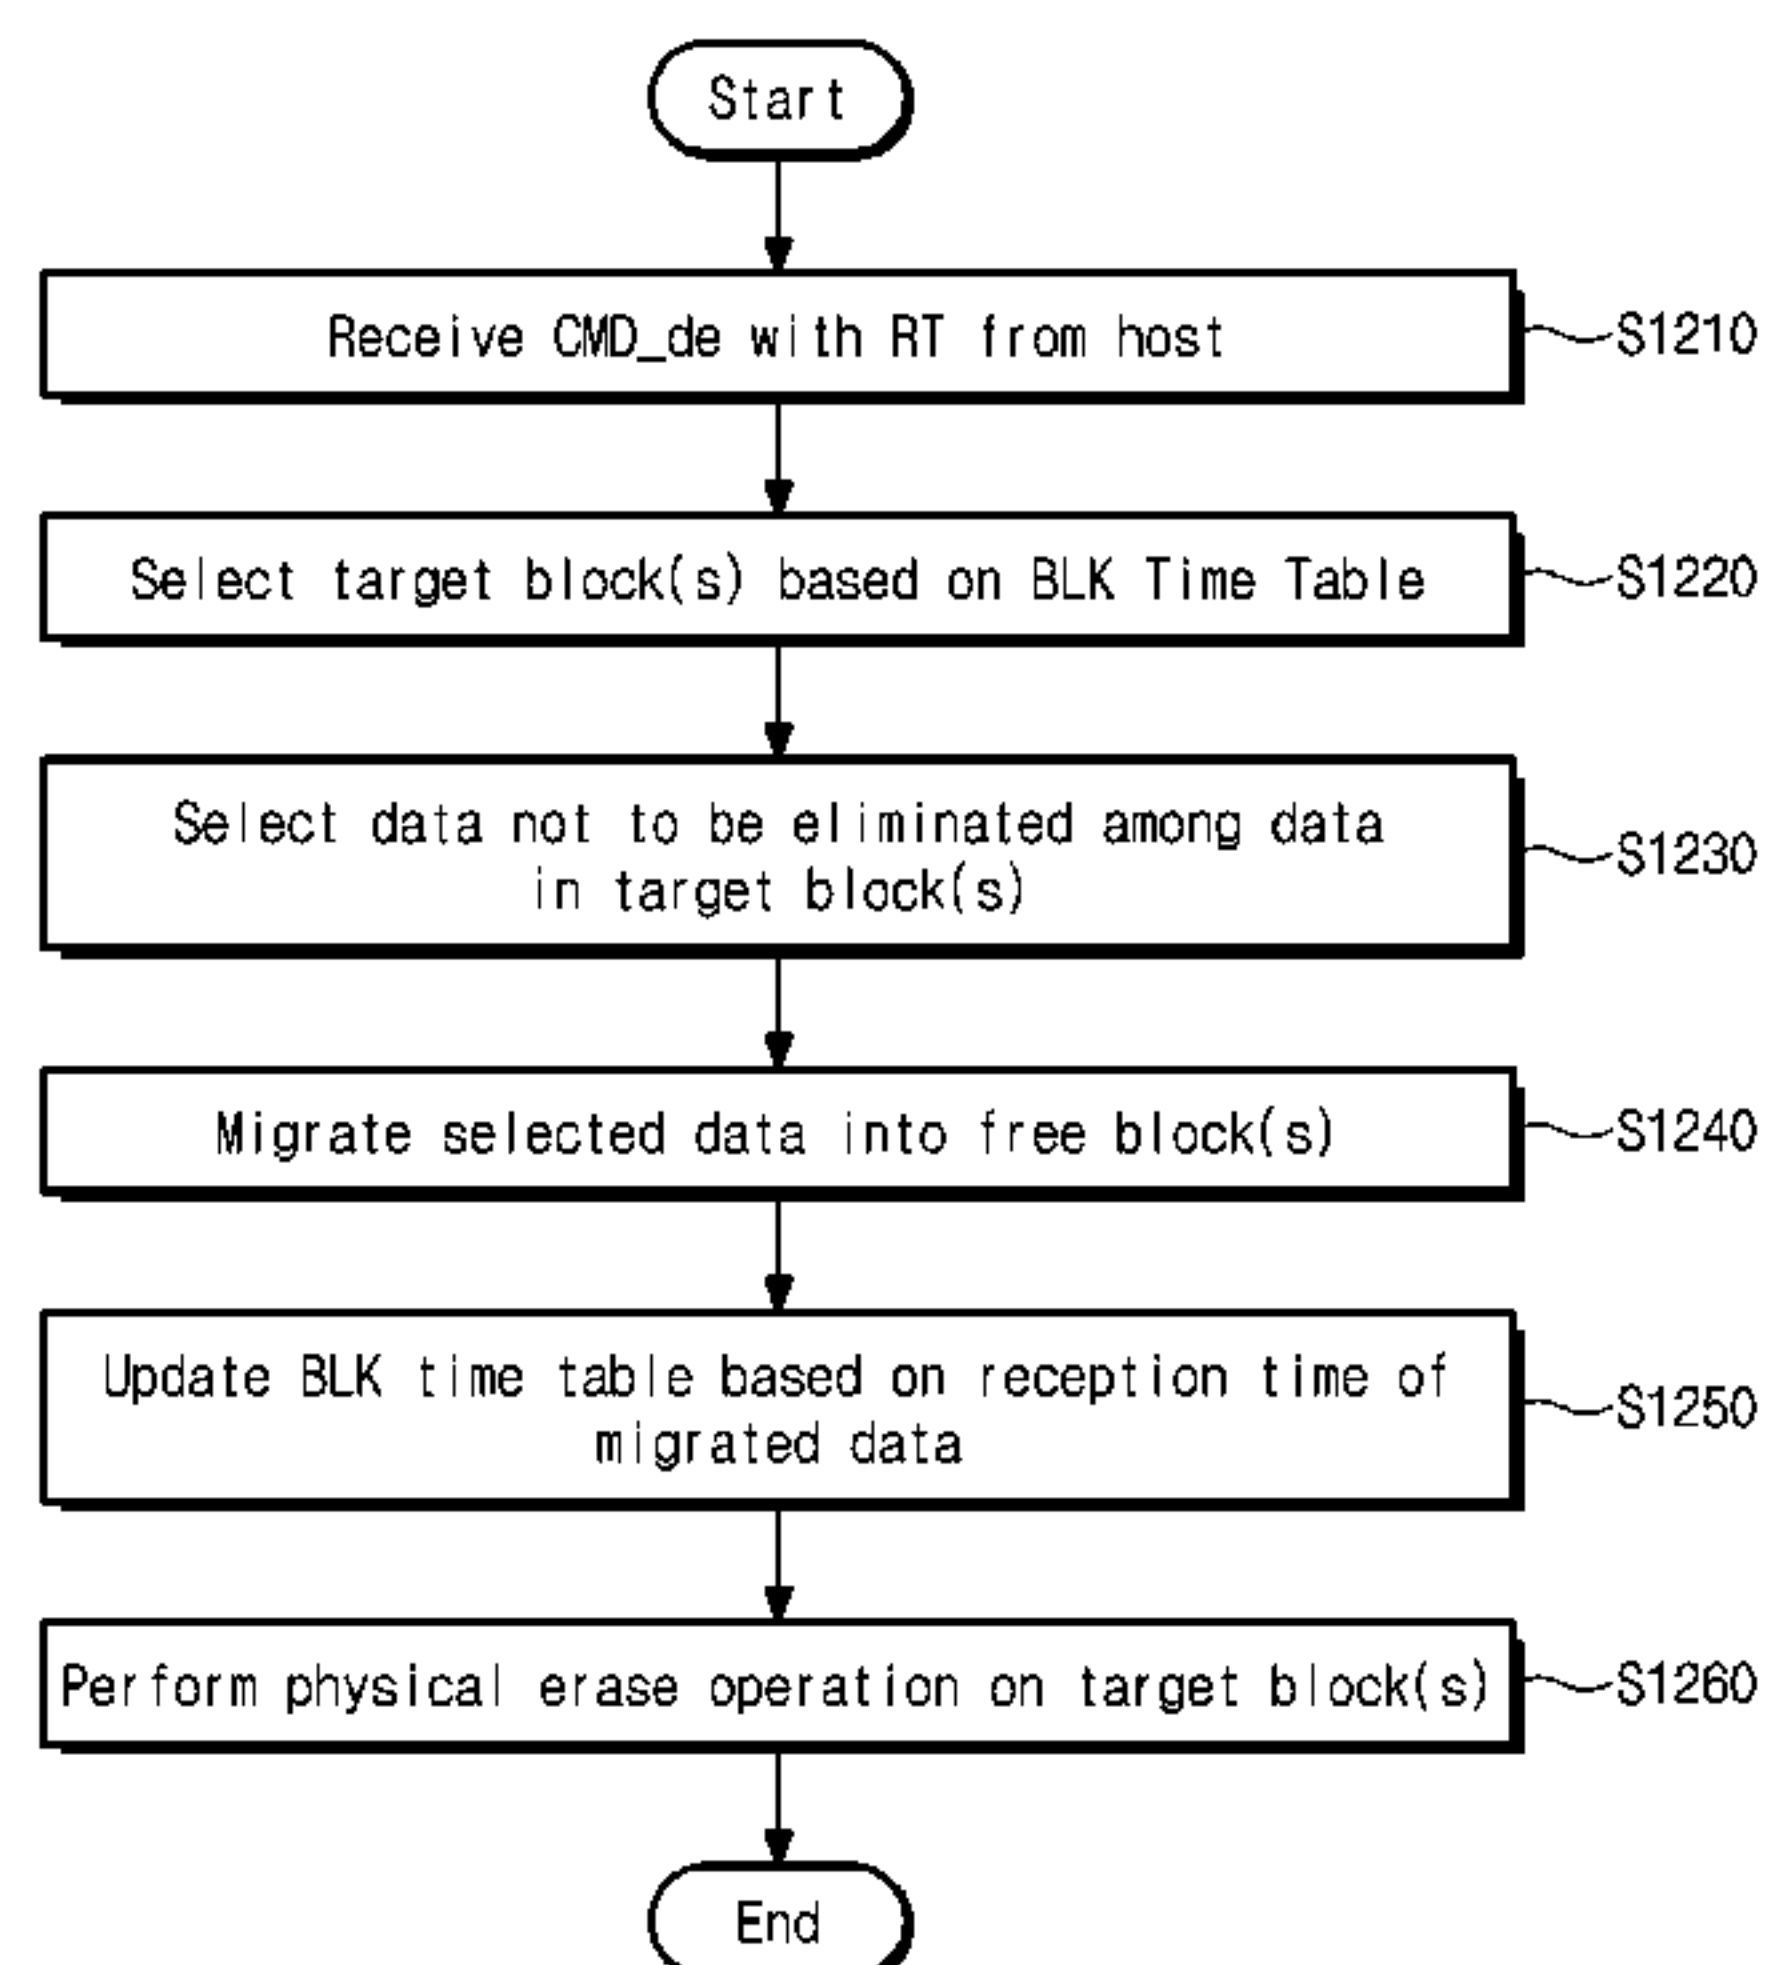 Start
Receive CMD_de with RT from host
S1210
Select target block(s) based on BLK Time Table
S1220
Select data not to be eliminated among data
in target block(s)
S1230
Migrate selected data into free block(s)
S1240
Update BLK time table based on reception time of
migrated data
S1250
Perform physical erase operation on target block(s)
S1260
End